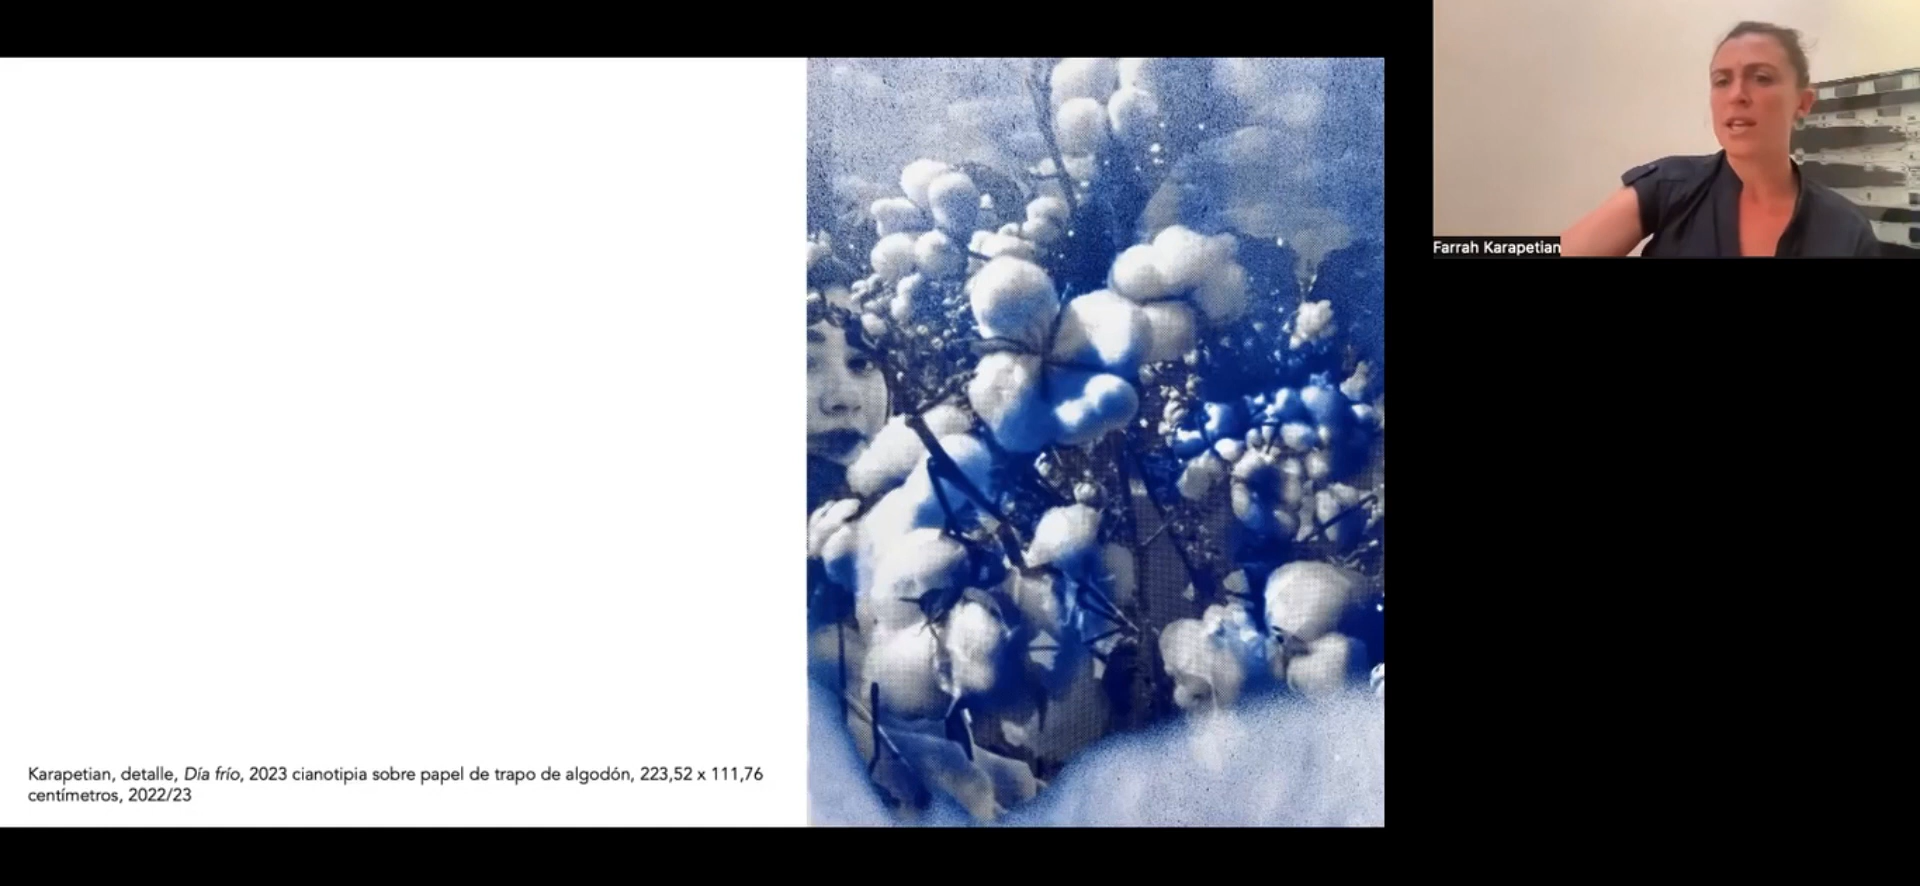 Farrah Karapetian
Karapetian, detalle, Día frío, 2023 cianotipia sobre papel de trapo de algodón, 223,52 x 111,76
centímetros, 2022/23